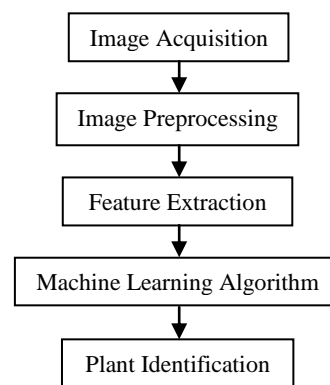 Image Acquisition
Image Preprocessing
Feature Extraction
Machine Learning Algorithm
Plant Identification